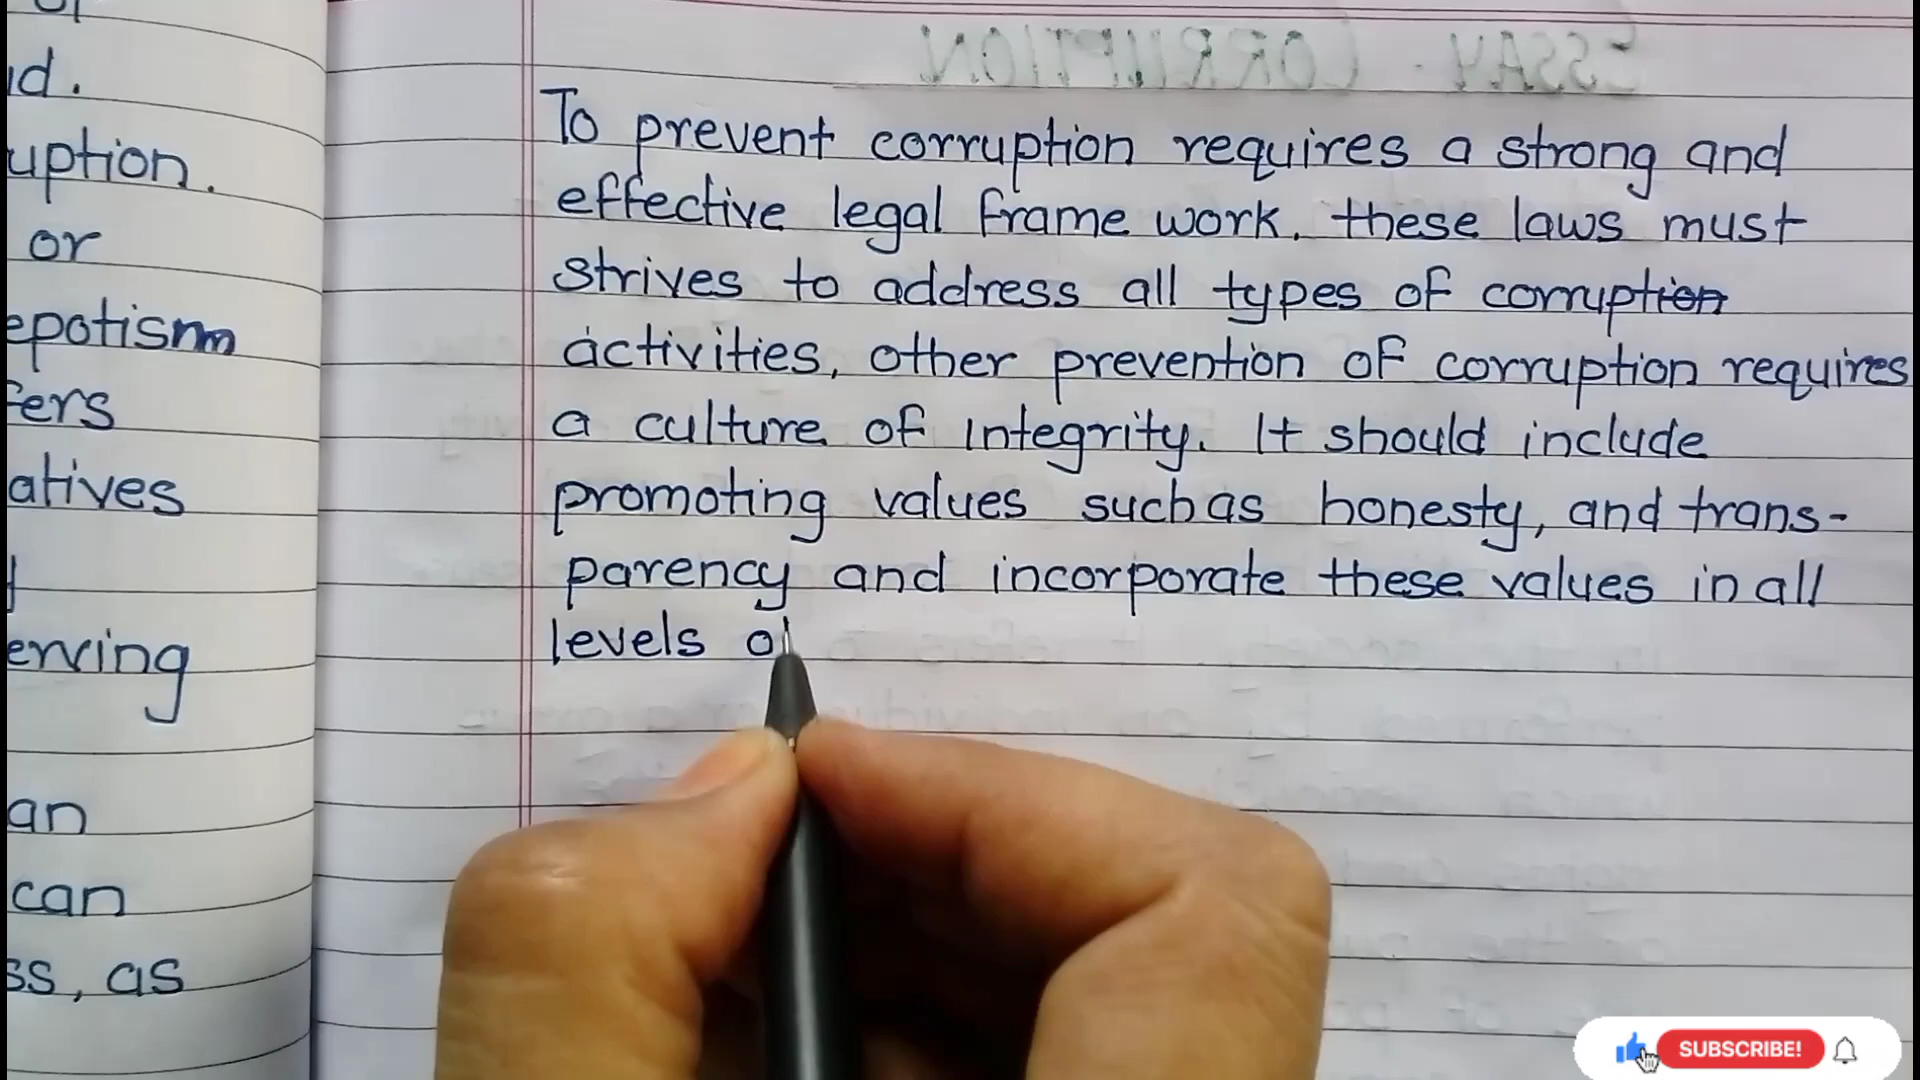 nd.
uption.
or
epotism
fers
atives
erving
an
can
ss, as
ESSAY - CORRUPTION
To prevent corruption requires a strong and
effective legal frame work. these laws must
strives to address all types of corruption
activities, other prevention of corruption requires
a culture of integrity. It should include
promoting values such as honesty, and trans-
parency and incorporate these values in all
levels o
SUBSCRIBE!